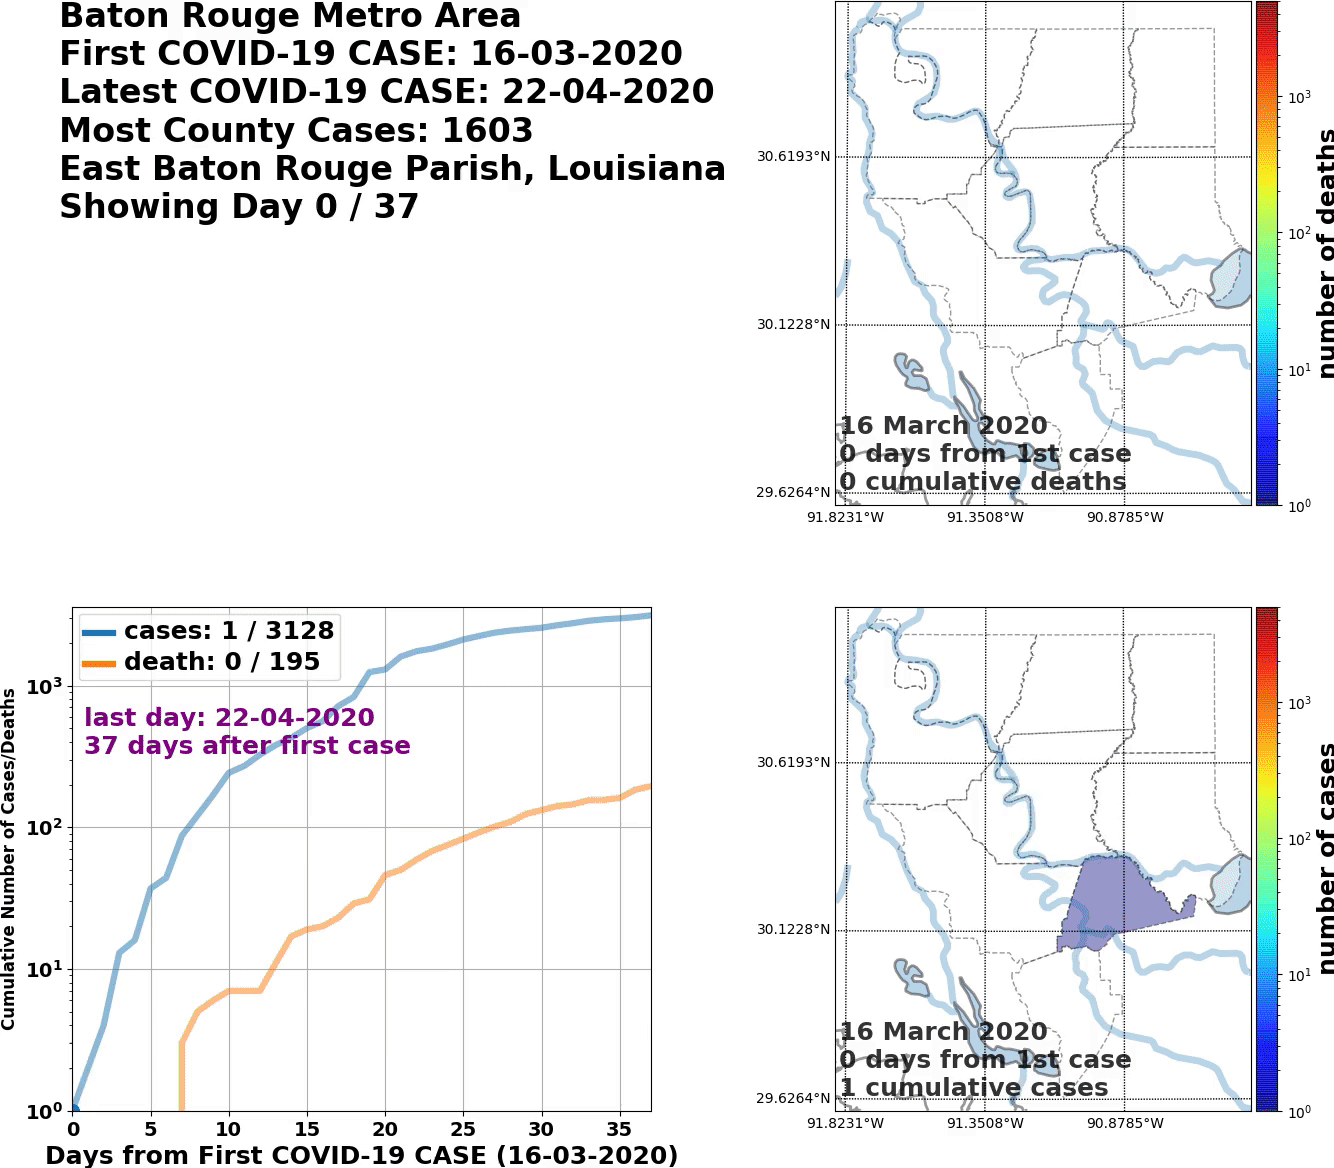 Baton Rouge Metro Area
First COVID-19 CASE: 16-03-2020
Latest COVID-19 CASE: 22-04-2020
Most County Cases: 1603
East Baton Rouge Parish, Louisiana
Showing Day 0 / 37
30.6193°N
30.1228°N
29.6264°N
91.8231°W 91.3508°W 90.8785°W
16 March 2020
0 days from 1st case
0 cumulative deaths
10³
10²
10¹
10⁰
number of deaths
cases: 1 / 3128
death: 0 / 195
last day: 22-04-2020
37 days after first case
10³
10²
10¹
10⁰
Cumulative Number of Cases/Deaths
0 5 10 15 20 25 30 35
Days from First COVID-19 CASE (16-03-2020)
30.6193°N
30.1228°N
29.6264°N
91.8231°W 91.3508°W 90.8785°W
16 March 2020
0 days from 1st case
1 cumulative cases
10³
10²
10¹
10⁰
number of cases